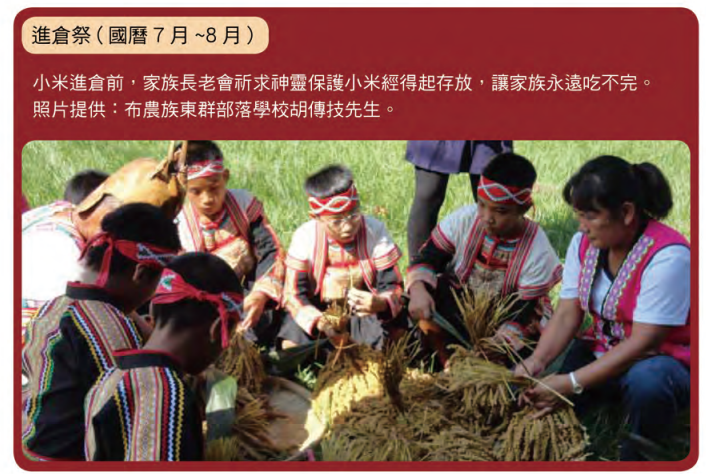 進倉祭 ( 國曆 7 月 ~8 月 )
小米進倉前，家族長老會祈求神靈保護小米經得起存放，讓家族永遠吃不完。
照片提供：布農族東群部落學校胡傳技先生。